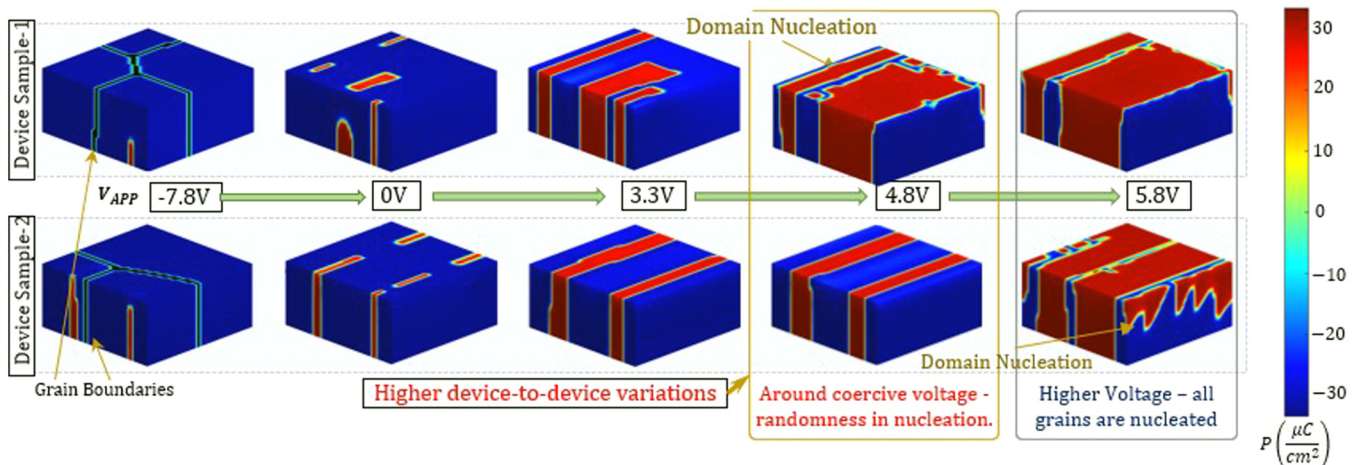 Device Sample-1
Domain Nucleation
V_APP
-7.8V
0V
3.3V
4.8V
5.8V
Device Sample-2
Grain Boundaries
Domain Nucleation
Higher device-to-device variations
Around coercive voltage -
randomness in nucleation.
Higher Voltage – all
grains are nucleated
30
20
10
0
−10
−20
−30
P(μC/cm²)